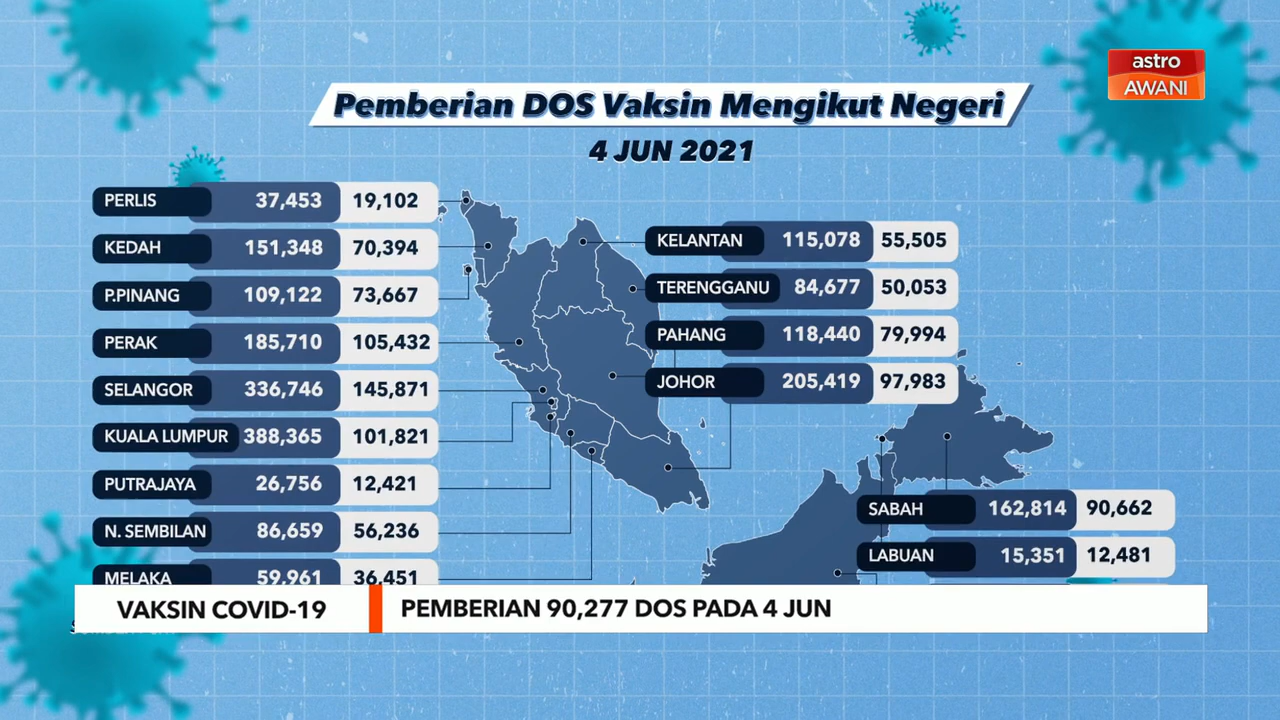 astro
AWANI
Pemberian DOS Vaksin Mengikut Negeri
4 JUN 2021
PERLIS 37,453 19,102
KEDAH 151,348 70,394
P.PINANG 109,122 73,667
PERAK 185,710 105,432
SELANGOR 336,746 145,871
KUALA LUMPUR 388,365 101,821
PUTRAJAYA 26,756 12,421
N. SEMBILAN 86,659 56,236
MELAKA 59,961 36,451
KELANTAN 115,078 55,505
TERENGGANU 84,677 50,053
PAHANG 118,440 79,994
JOHOR 205,419 97,983
SABAH 162,814 90,662
LABUAN 15,351 12,481
VAKSIN COVID-19
PEMBERIAN 90,277 DOS PADA 4 JUN